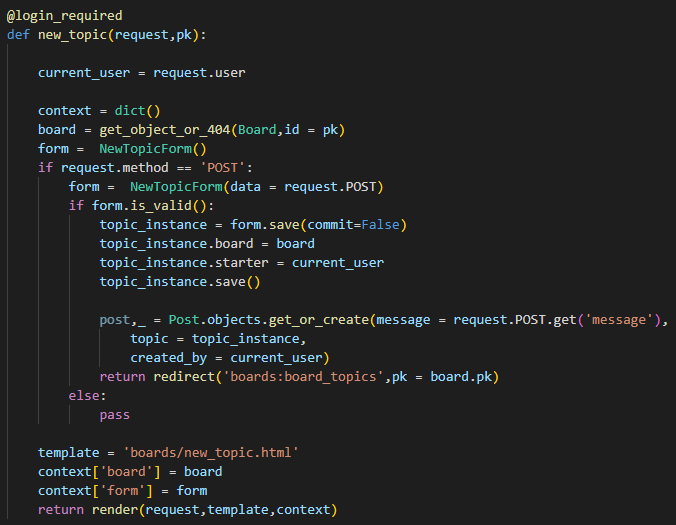 @login_required
def new_topic(request,pk):
current_user = request.user
context = dict()
board = get_object_or_404(Board,id = pk)
form =  NewTopicForm()
if request.method == 'POST':
form =  NewTopicForm(data = request.POST)
if form.is_valid():
topic_instance = form.save(commit=False)
topic_instance.board = board
topic_instance.starter = current_user
topic_instance.save()
post,_ = Post.objects.get_or_create(message = request.POST.get('message'),
topic = topic_instance,
created_by = current_user)
return redirect('boards:board_topics',pk = board.pk)
else:
pass
template = 'boards/new_topic.html'
context['board'] = board
context['form'] = form
return render(request,template,context)